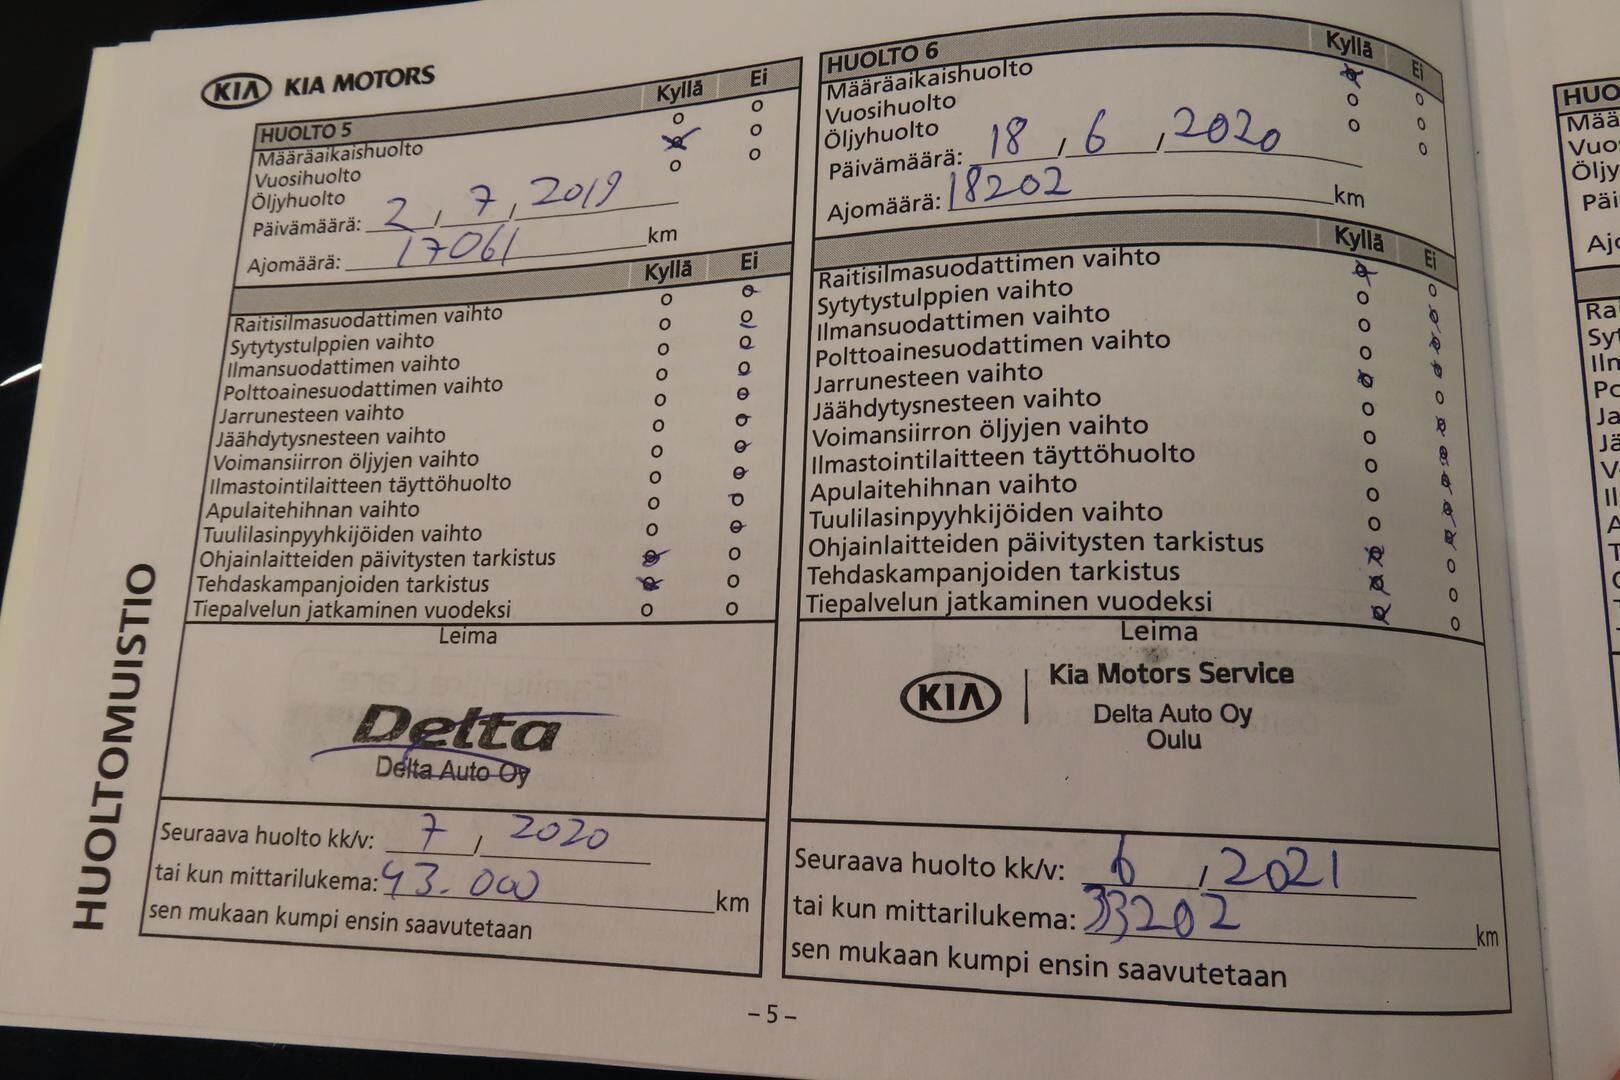 HUOLTOMUISTIO
KIA KIA MOTORS
HUOLTO 5 Kyllä Ei
Määräaikaishuolto
Vuosihuolto
Öljyhuolto
Päivämäärä: 2, 7, 2019
Ajomäärä: 17061 km
Kyllä Ei
Raitisilmasuodattimen vaihto
Sytytystulppien vaihto
Ilmansuodattimen vaihto
Polttoainesuodattimen vaihto
Jarrunesteen vaihto
Jäähdytysnesteen vaihto
Voimansiirron öljyjen vaihto
Ilmastointilaitteen täyttöhuolto
Apulaitehihnan vaihto
Tuulilasinpyyhkijöiden vaihto
Ohjainlaitteiden päivitysten tarkistus
Tehdaskampanjoiden tarkistus
Tiepalvelun jatkaminen vuodeksi
Leima
Delta
Delta Auto Oy
Seuraava huolto kk/v: 7, 2020
tai kun mittarilukema: 43.000 km
sen mukaan kumpi ensin saavutetaan
HUOLTO 6 Kyllä Ei
Määräaikaishuolto
Vuosihuolto
Öljyhuolto
Päivämäärä: 18, 6, 2020
Ajomäärä: 18202 km
Kyllä Ei
Raitisilmasuodattimen vaihto
Sytytystulppien vaihto
Ilmansuodattimen vaihto
Polttoainesuodattimen vaihto
Jarrunesteen vaihto
Jäähdytysnesteen vaihto
Voimansiirron öljyjen vaihto
Ilmastointilaitteen täyttöhuolto
Apulaitehihnan vaihto
Tuulilasinpyyhkijöiden vaihto
Ohjainlaitteiden päivitysten tarkistus
Tehdaskampanjoiden tarkistus
Tiepalvelun jatkaminen vuodeksi
Leima
KIA Kia Motors Service
Delta Auto Oy
Oulu
Seuraava huolto kk/v: 6, 2021
tai kun mittarilukema: 33202 km
sen mukaan kumpi ensin saavutetaan
– 5 –